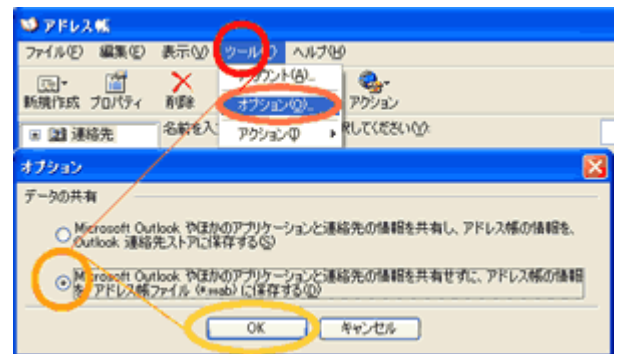 アドレス帳
ファイル(F) 編集(E) 表示(V) ツール(T) ヘルプ(H)
アカウント(A)...
新規作成 プロパティ 削除 オプション(O)... アクション
連絡先 名前を入 アクション(I) 択してください(Y):
オプション
データの共有
Microsoft Outlook やほかのアプリケーションと連絡先の情報を共有し、アドレス帳の情報を、
Outlook 連絡先ストアに保存する(S)
Microsoft Outlook やほかのアプリケーションと連絡先の情報を共有せずに、アドレス帳の情報
を、アドレス帳ファイル (*.wab) に保存する(D)
OK キャンセル